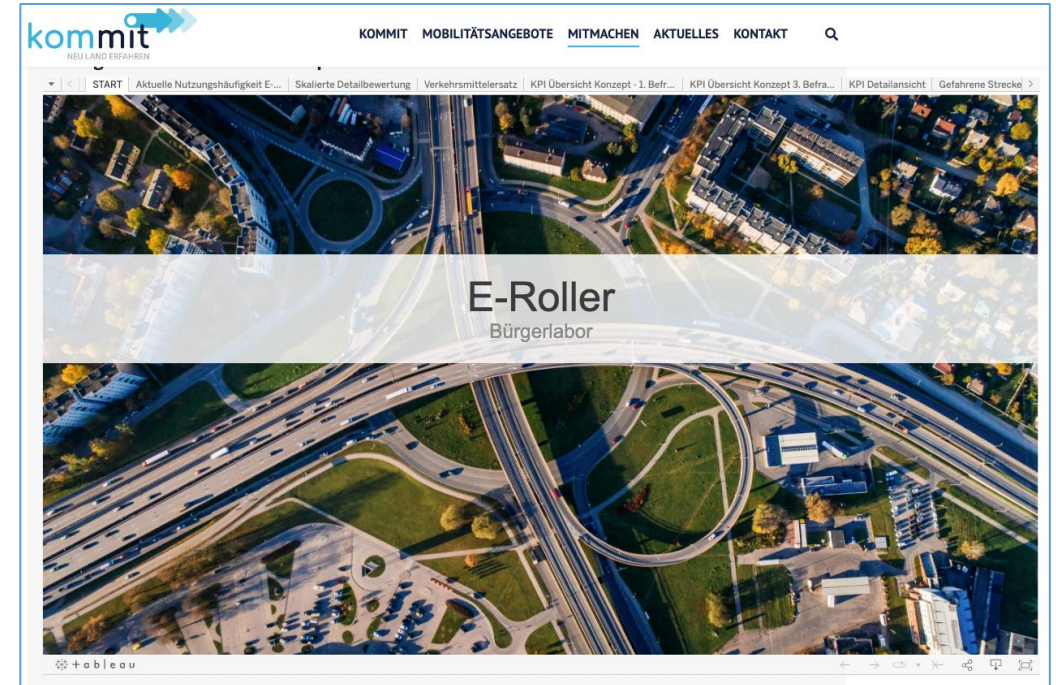 kommit
NEU LAND ERFAHREN
KOMMIT MOBILITÄTSANGEBOTE MITMACHEN AKTUELLES KONTAKT
START Aktuelle Nutzungshäufigkeit E-... Skalierte Detailbewertung Verkehrsmittelersatz KPI Übersicht Konzept - 1. Befr... KPI Übersicht Konzept 3. Befra... KPI Detailansicht Gefahrene Strecke
E-Roller
Bürgerlabor
+ a b | e a u